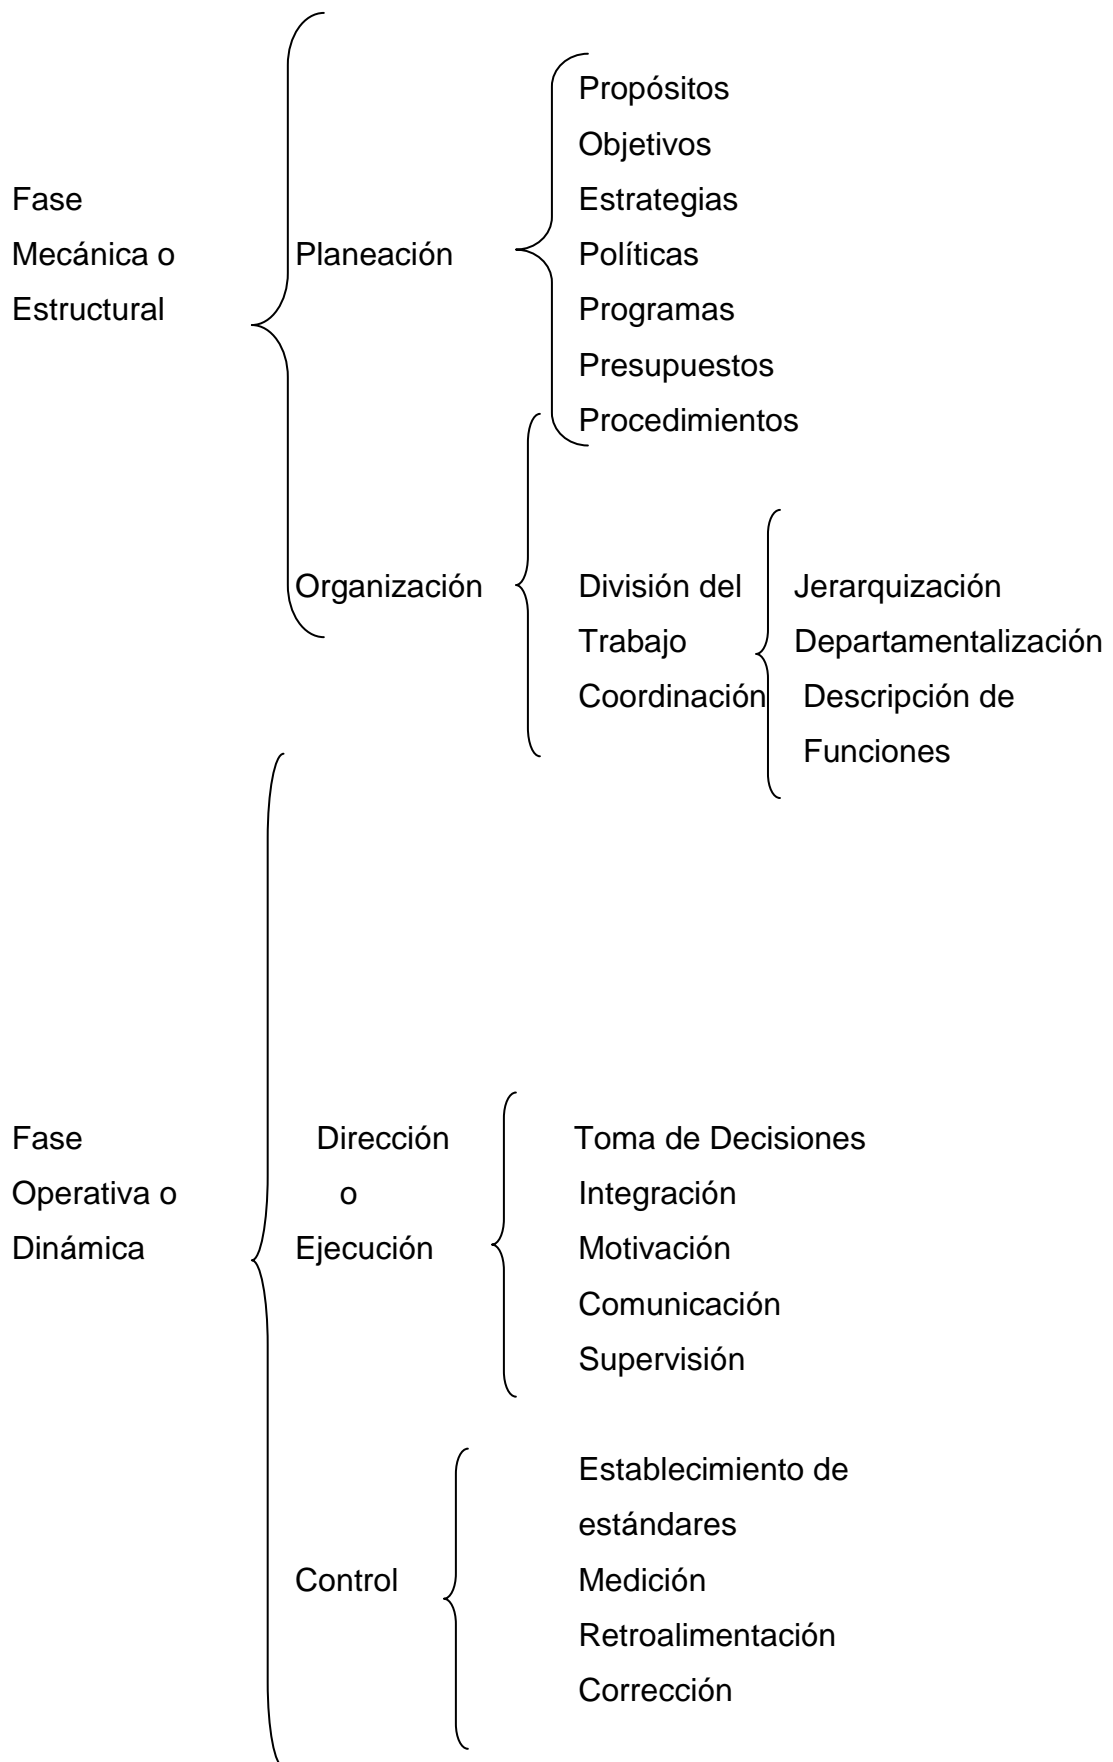 Propósitos
Objetivos
Fase Estrategias
Mecánica o Planeación Políticas
Estructural Programas
Presupuestos
Procedimientos
Organización División del Jerarquización
Trabajo Departamentalización
Coordinación Descripción de
Funciones
Fase Dirección Toma de Decisiones
Operativa o o Integración
Dinámica Ejecución Motivación
Comunicación
Supervisión
Establecimiento de
estándares
Control Medición
Retroalimentación
Corrección